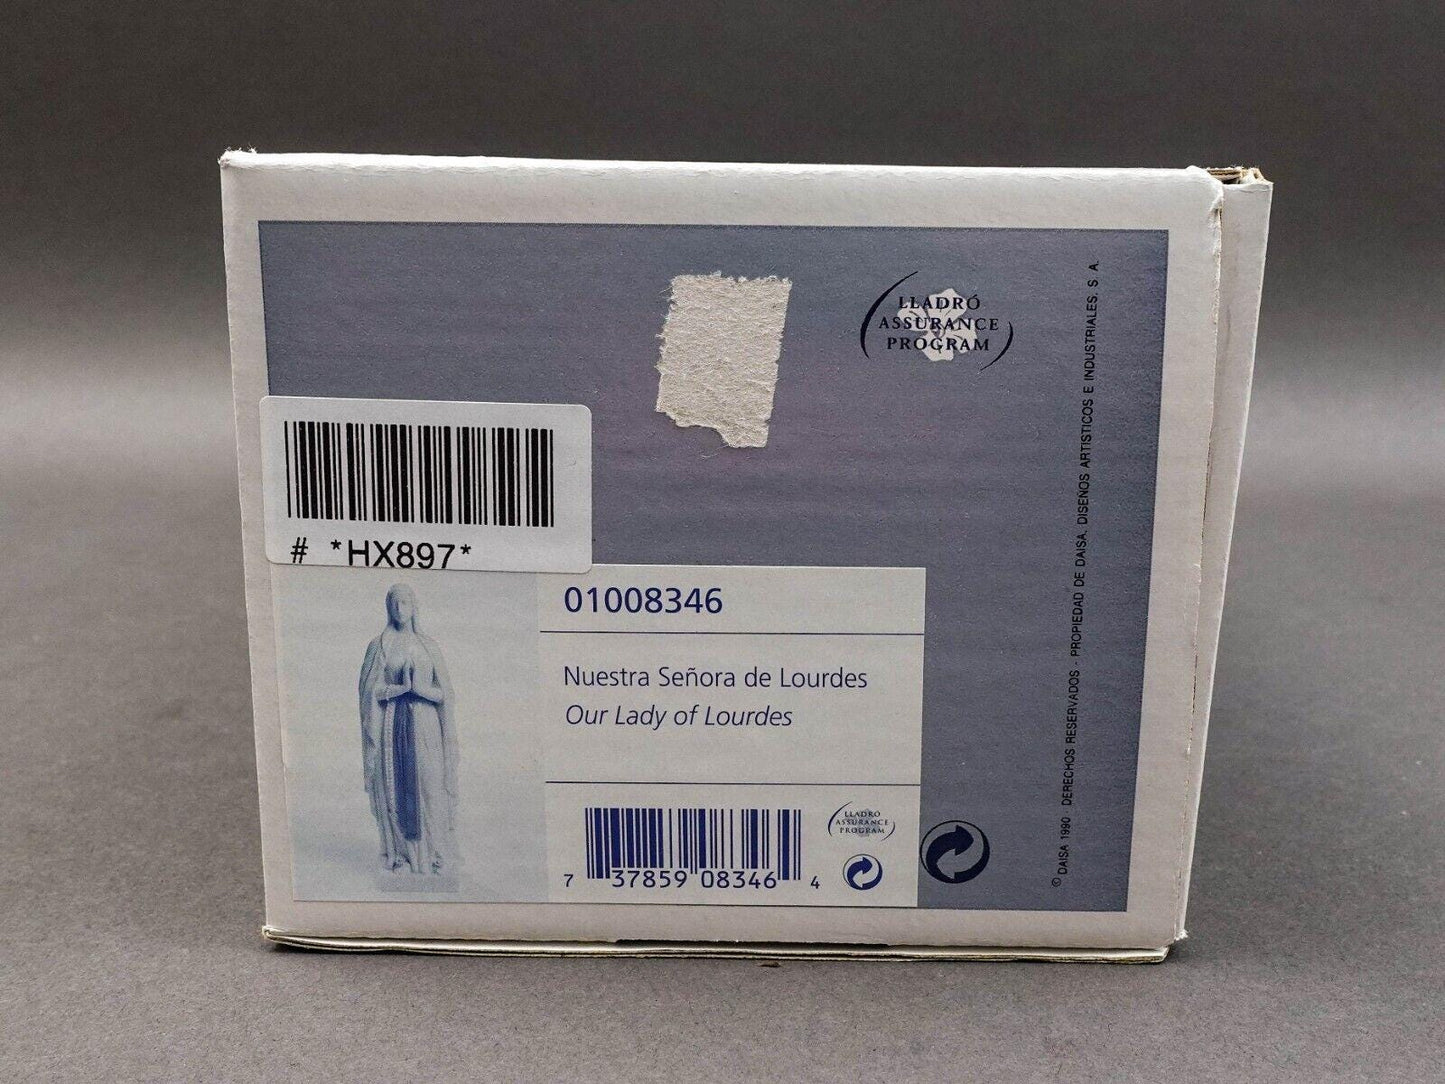 LLADRÓ
ASSURANCE
PROGRAM
# *HX897*
01008346
Nuestra Señora de Lourdes
Our Lady of Lourdes
7 37859 08346 4
LLADRÓ
ASSURANCE
PROGRAM
© DAISA 1990 - DERECHOS RESERVADOS - PROPIEDAD DE DAISA. DISEÑOS ARTISTICOS E INDUSTRIALES. S. A.